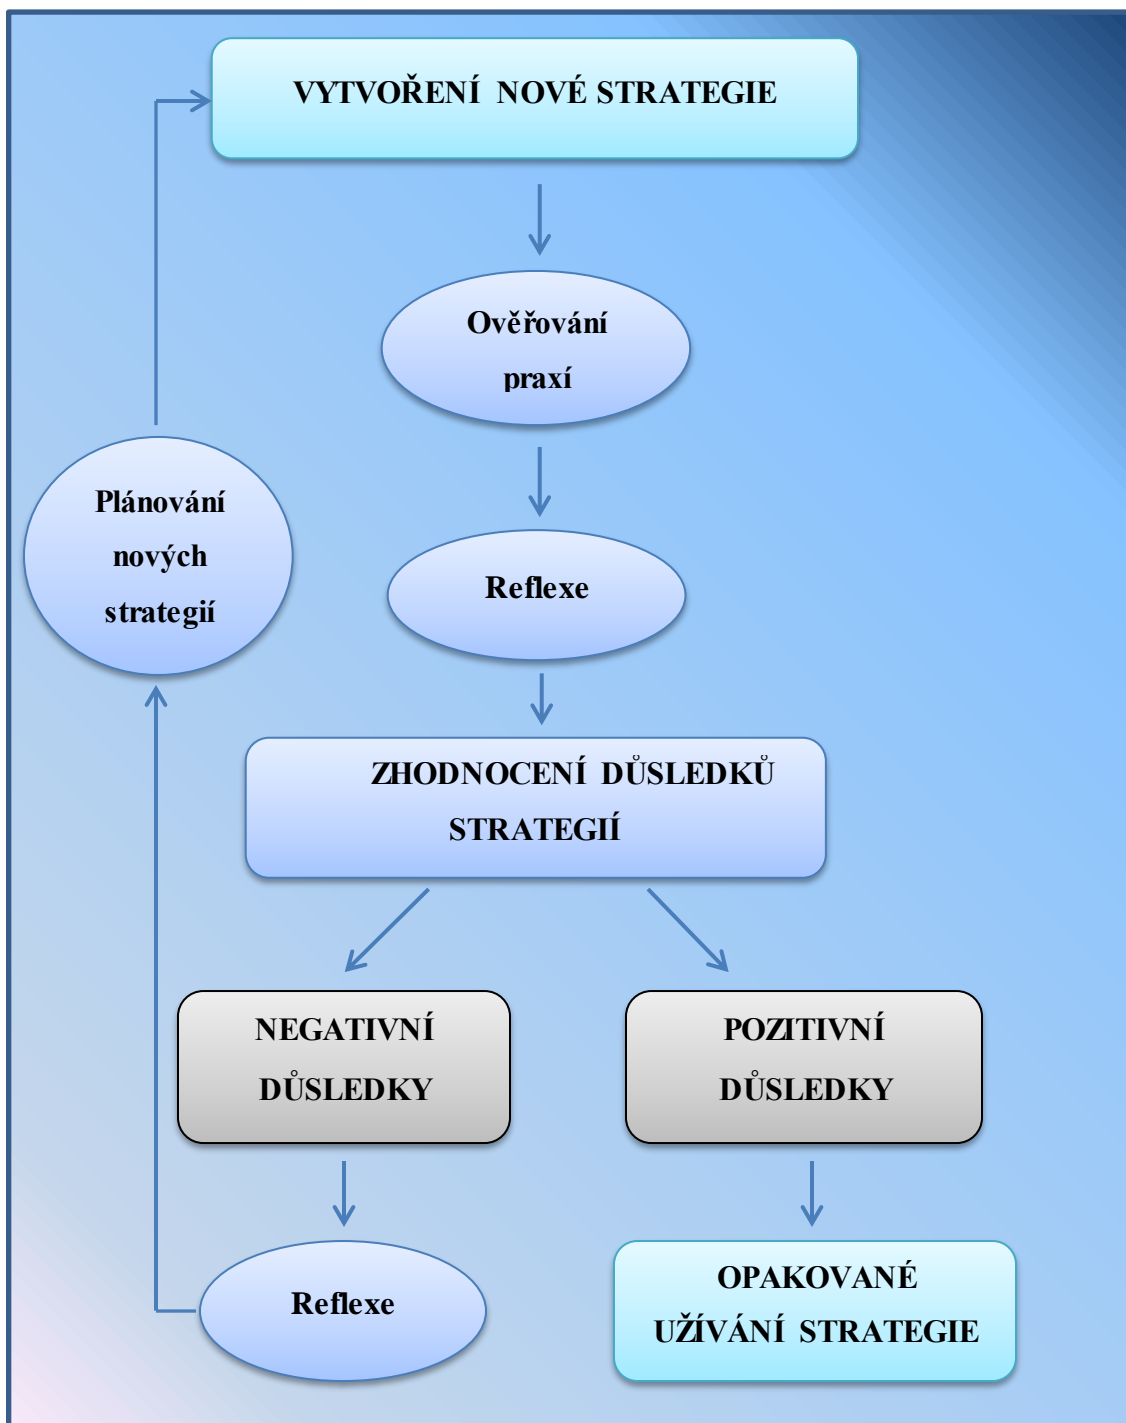 VYTVOŘENÍ NOVÉ STRATEGIE
Ověřování
praxí
Plánování
nových
strategií
Reflexe
ZHODNOCENÍ DŮSLEDKŮ
STRATEGIÍ
NEGATIVNÍ
DŮSLEDKY
POZITIVNÍ
DŮSLEDKY
Reflexe
OPAKOVANÉ
UŽÍVÁNÍ STRATEGIE